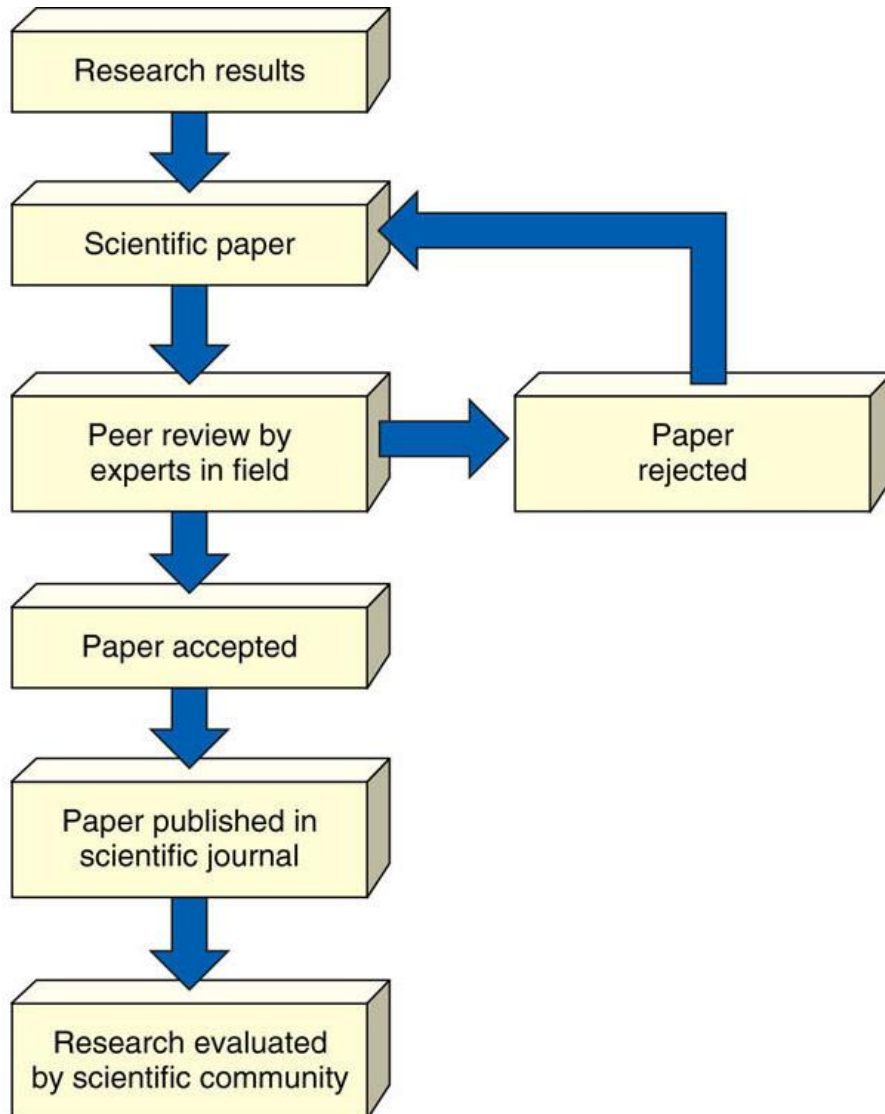 Research results
Scientific paper
Peer review by
experts in field
Paper
rejected
Paper accepted
Paper published in
scientific journal
Research evaluated
by scientific community